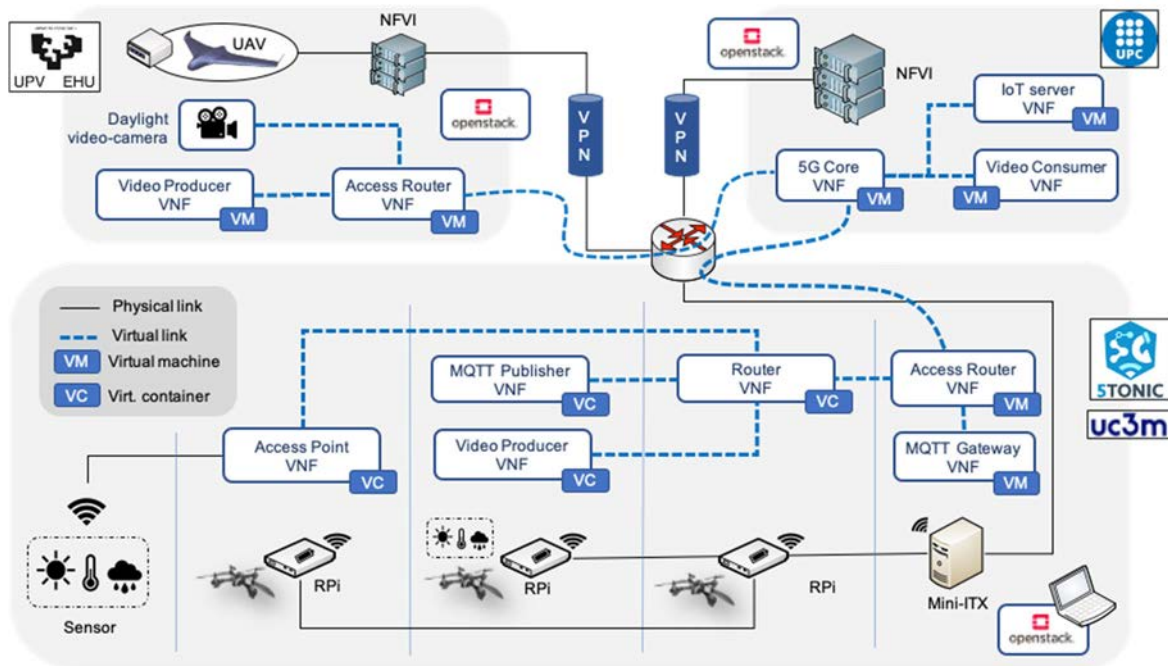 UPV EHU
UAV
NFVI
openstack.
Daylight
video-camera
Video Producer
VNF
VM
Access Router
VNF
VM
VPN
VPN
openstack.
NFVI
UPC
IoT server
VNF
VM
5G Core
VNF
VM
Video Consumer
VNF
VM
Physical link
Virtual link
VM Virtual machine
VC Virt. container
MQTT Publisher
VNF
VC
Router
VNF
VC
Access Router
VNF
VM
5TONIC
uc3m
Access Point
VNF
VC
Video Producer
VNF
VC
MQTT Gateway
VNF
VM
Sensor
RPi
RPi
RPi
Mini-ITX
openstack.